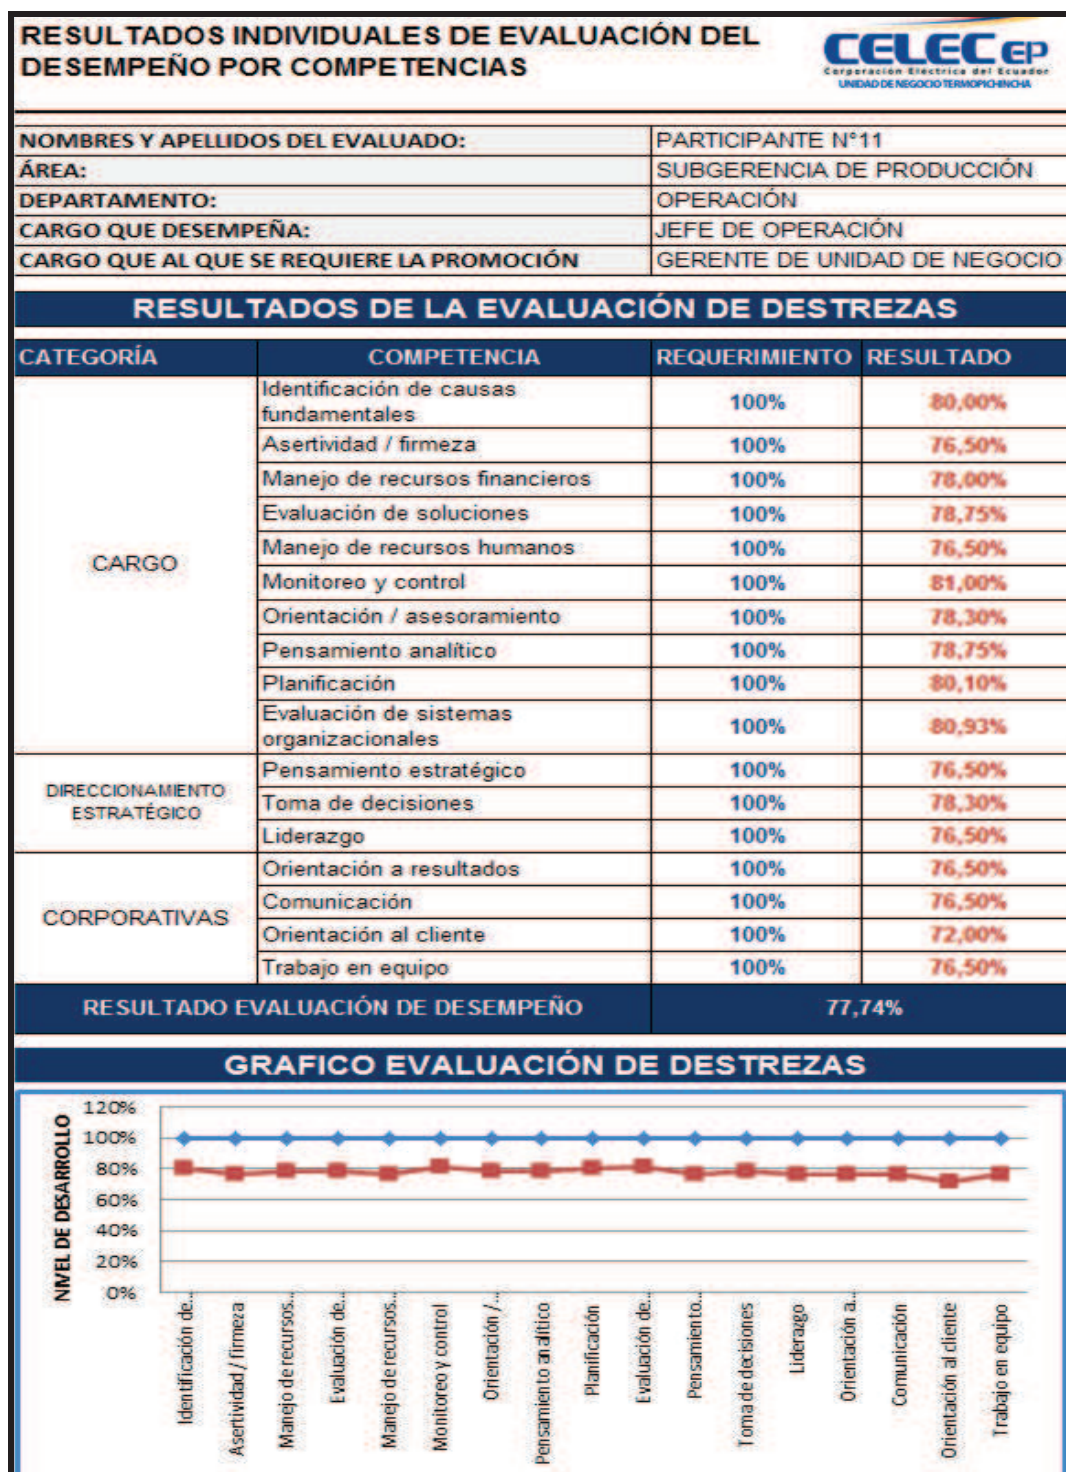 RESULTADOS INDIVIDUALES DE EVALUACIÓN DEL
DESEMPEÑO POR COMPETENCIAS
CELEC EP
Corporación Eléctrica del Ecuador
UNIDAD DE NEGOCIO TERMOPICHINCHA
NOMBRES Y APELLIDOS DEL EVALUADO: PARTICIPANTE N°11
ÁREA: SUBGERENCIA DE PRODUCCIÓN
DEPARTAMENTO: OPERACIÓN
CARGO QUE DESEMPEÑA: JEFE DE OPERACIÓN
CARGO QUE AL QUE SE REQUIERE LA PROMOCIÓN GERENTE DE UNIDAD DE NEGOCIO
RESULTADOS DE LA EVALUACIÓN DE DESTREZAS
CATEGORÍA COMPETENCIA REQUERIMIENTO RESULTADO
CARGO
Identificación de causas
fundamentales 100% 80,00%
Asertividad / firmeza 100% 76,50%
Manejo de recursos financieros 100% 78,00%
Evaluación de soluciones 100% 78,75%
Manejo de recursos humanos 100% 76,50%
Monitoreo y control 100% 81,00%
Orientación / asesoramiento 100% 78,30%
Pensamiento analítico 100% 78,75%
Planificación 100% 80,10%
Evaluación de sistemas
organizacionales 100% 80,93%
DIRECCIONAMIENTO
ESTRATÉGICO
Pensamiento estratégico 100% 76,50%
Toma de decisiones 100% 78,30%
Liderazgo 100% 76,50%
CORPORATIVAS
Orientación a resultados 100% 76,50%
Comunicación 100% 76,50%
Orientación al cliente 100% 72,00%
Trabajo en equipo 100% 76,50%
RESULTADO EVALUACIÓN DE DESEMPEÑO 77,74%
GRAFICO EVALUACIÓN DE DESTREZAS
NIVEL DE DESARROLLO
120%
100%
80%
60%
40%
20%
0%
Identificación de...
Asertividad / firmeza
Manejo de recursos...
Evaluación de...
Manejo de recursos...
Monitoreo y control
Orientación /...
Pensamiento analítico
Planificación
Evaluación de...
Pensamiento...
Toma de decisiones
Liderazgo
Orientación a...
Comunicación
Orientación al cliente
Trabajo en equipo